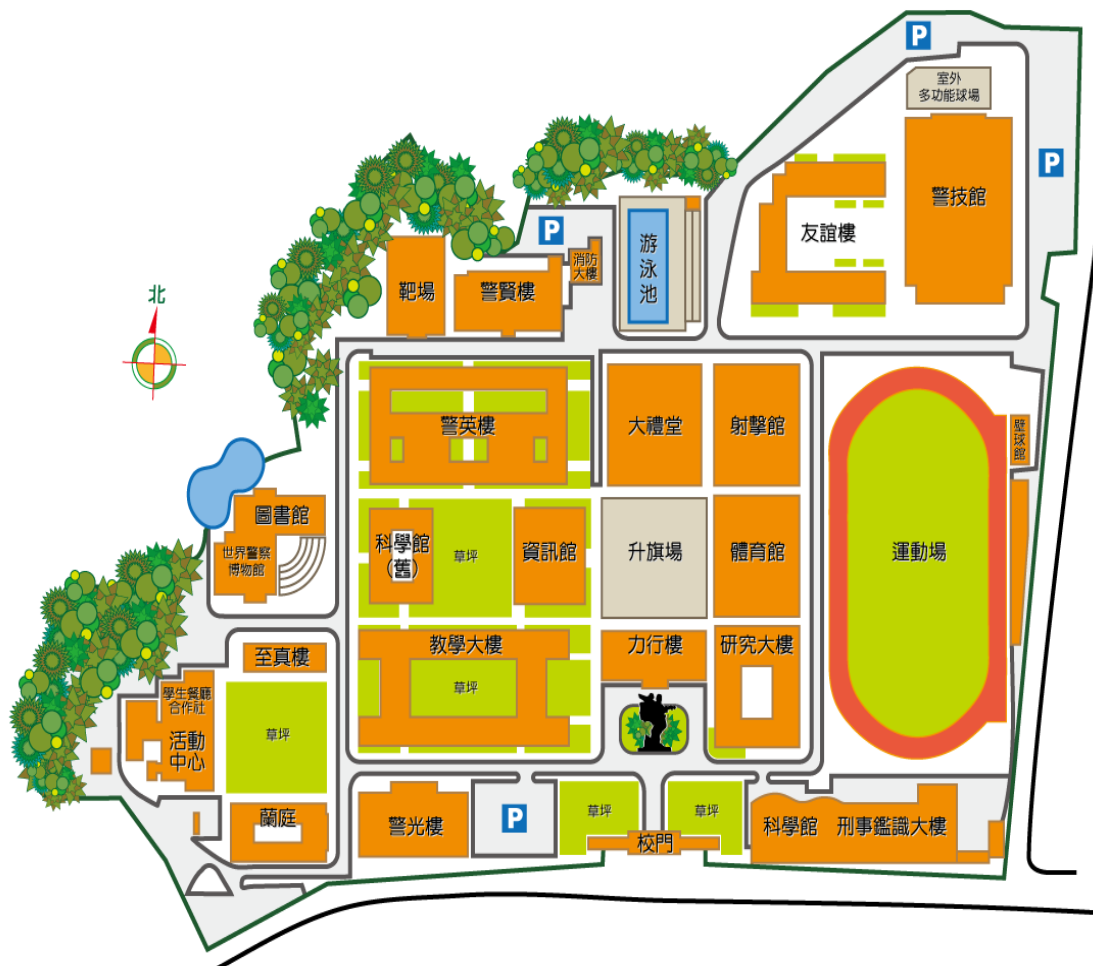 P
室外
多功能球場
P
警技館
友誼樓
P
游泳池
消防
大樓
靶場
警賢樓
北
警英樓
大禮堂
射擊館
壁球館
圖書館
世界警察
博物館
科學館
(舊)
草坪
資訊館
升旗場
體育館
運動場
教學大樓
草坪
力行樓
研究大樓
至真樓
學生餐廳
合作社
活動
中心
草坪
蘭庭
警光樓
P
草坪
校門
草坪
科學館
刑事鑑識大樓